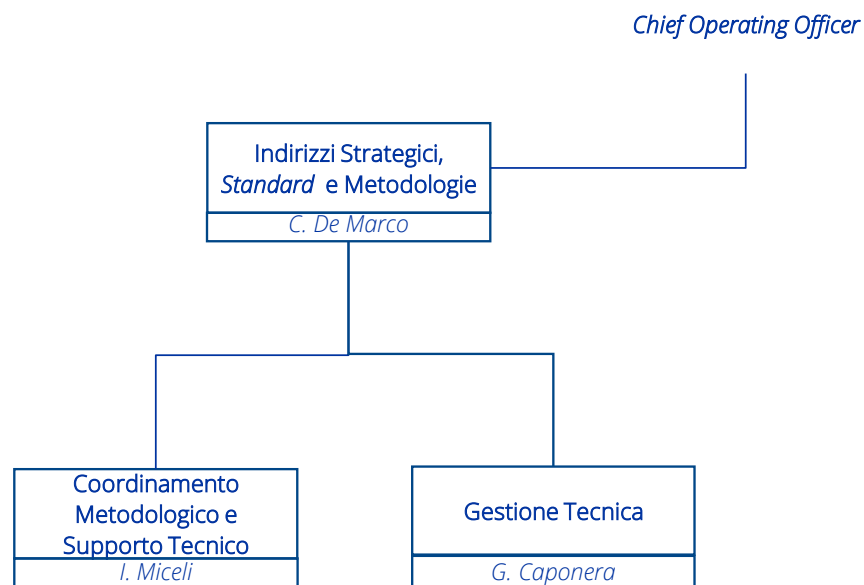 Chief Operating Officer
Indirizzi Strategici,
Standard e Metodologie
C. De Marco
Coordinamento
Metodologico e
Supporto Tecnico
I. Miceli
Gestione Tecnica
G. Caponera